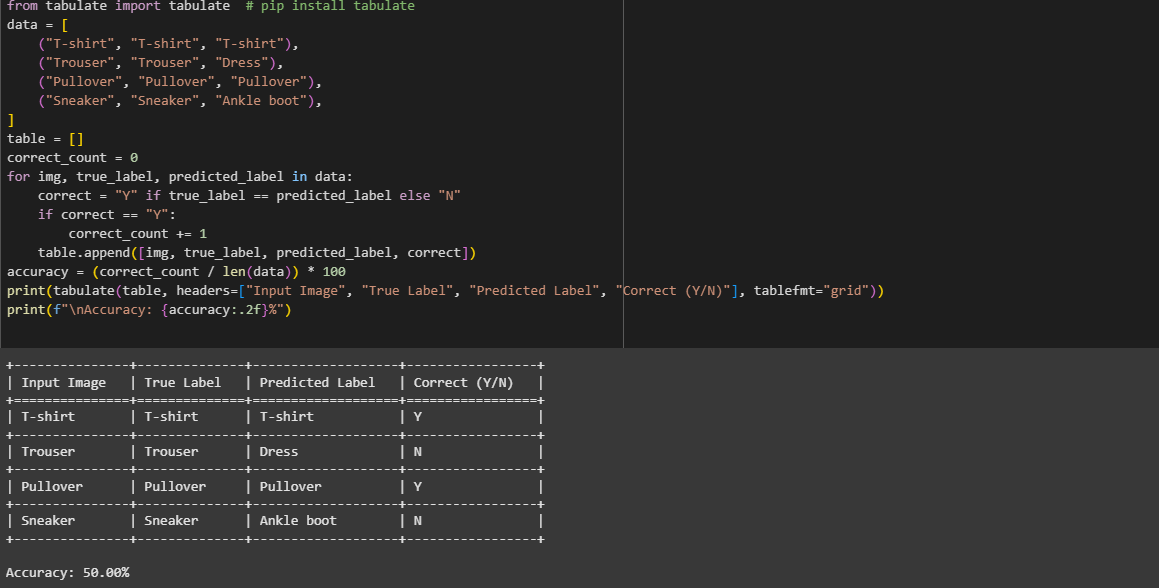 from tabulate import tabulate  # pip install tabulate
data = [
    ("T-shirt", "T-shirt", "T-shirt"),
    ("Trouser", "Trouser", "Dress"),
    ("Pullover", "Pullover", "Pullover"),
    ("Sneaker", "Sneaker", "Ankle boot"),
]
table = []
correct_count = 0
for img, true_label, predicted_label in data:
    correct = "Y" if true_label == predicted_label else "N"
    if correct == "Y":
        correct_count += 1
    table.append([img, true_label, predicted_label, correct])
accuracy = (correct_count / len(data)) * 100
print(tabulate(table, headers=["Input Image", "True Label", "Predicted Label", "Correct (Y/N)"], tablefmt="grid"))
print(f"\nAccuracy: {accuracy:.2f}%")
+---------------+--------------+-------------------+-----------------+
| Input Image   | True Label   | Predicted Label   | Correct (Y/N)   |
+===============+==============+===================+=================+
| T-shirt       | T-shirt      | T-shirt           | Y               |
+---------------+--------------+-------------------+-----------------+
| Trouser       | Trouser      | Dress             | N               |
+---------------+--------------+-------------------+-----------------+
| Pullover      | Pullover     | Pullover          | Y               |
+---------------+--------------+-------------------+-----------------+
| Sneaker       | Sneaker      | Ankle boot        | N               |
+---------------+--------------+-------------------+-----------------+
Accuracy: 50.00%